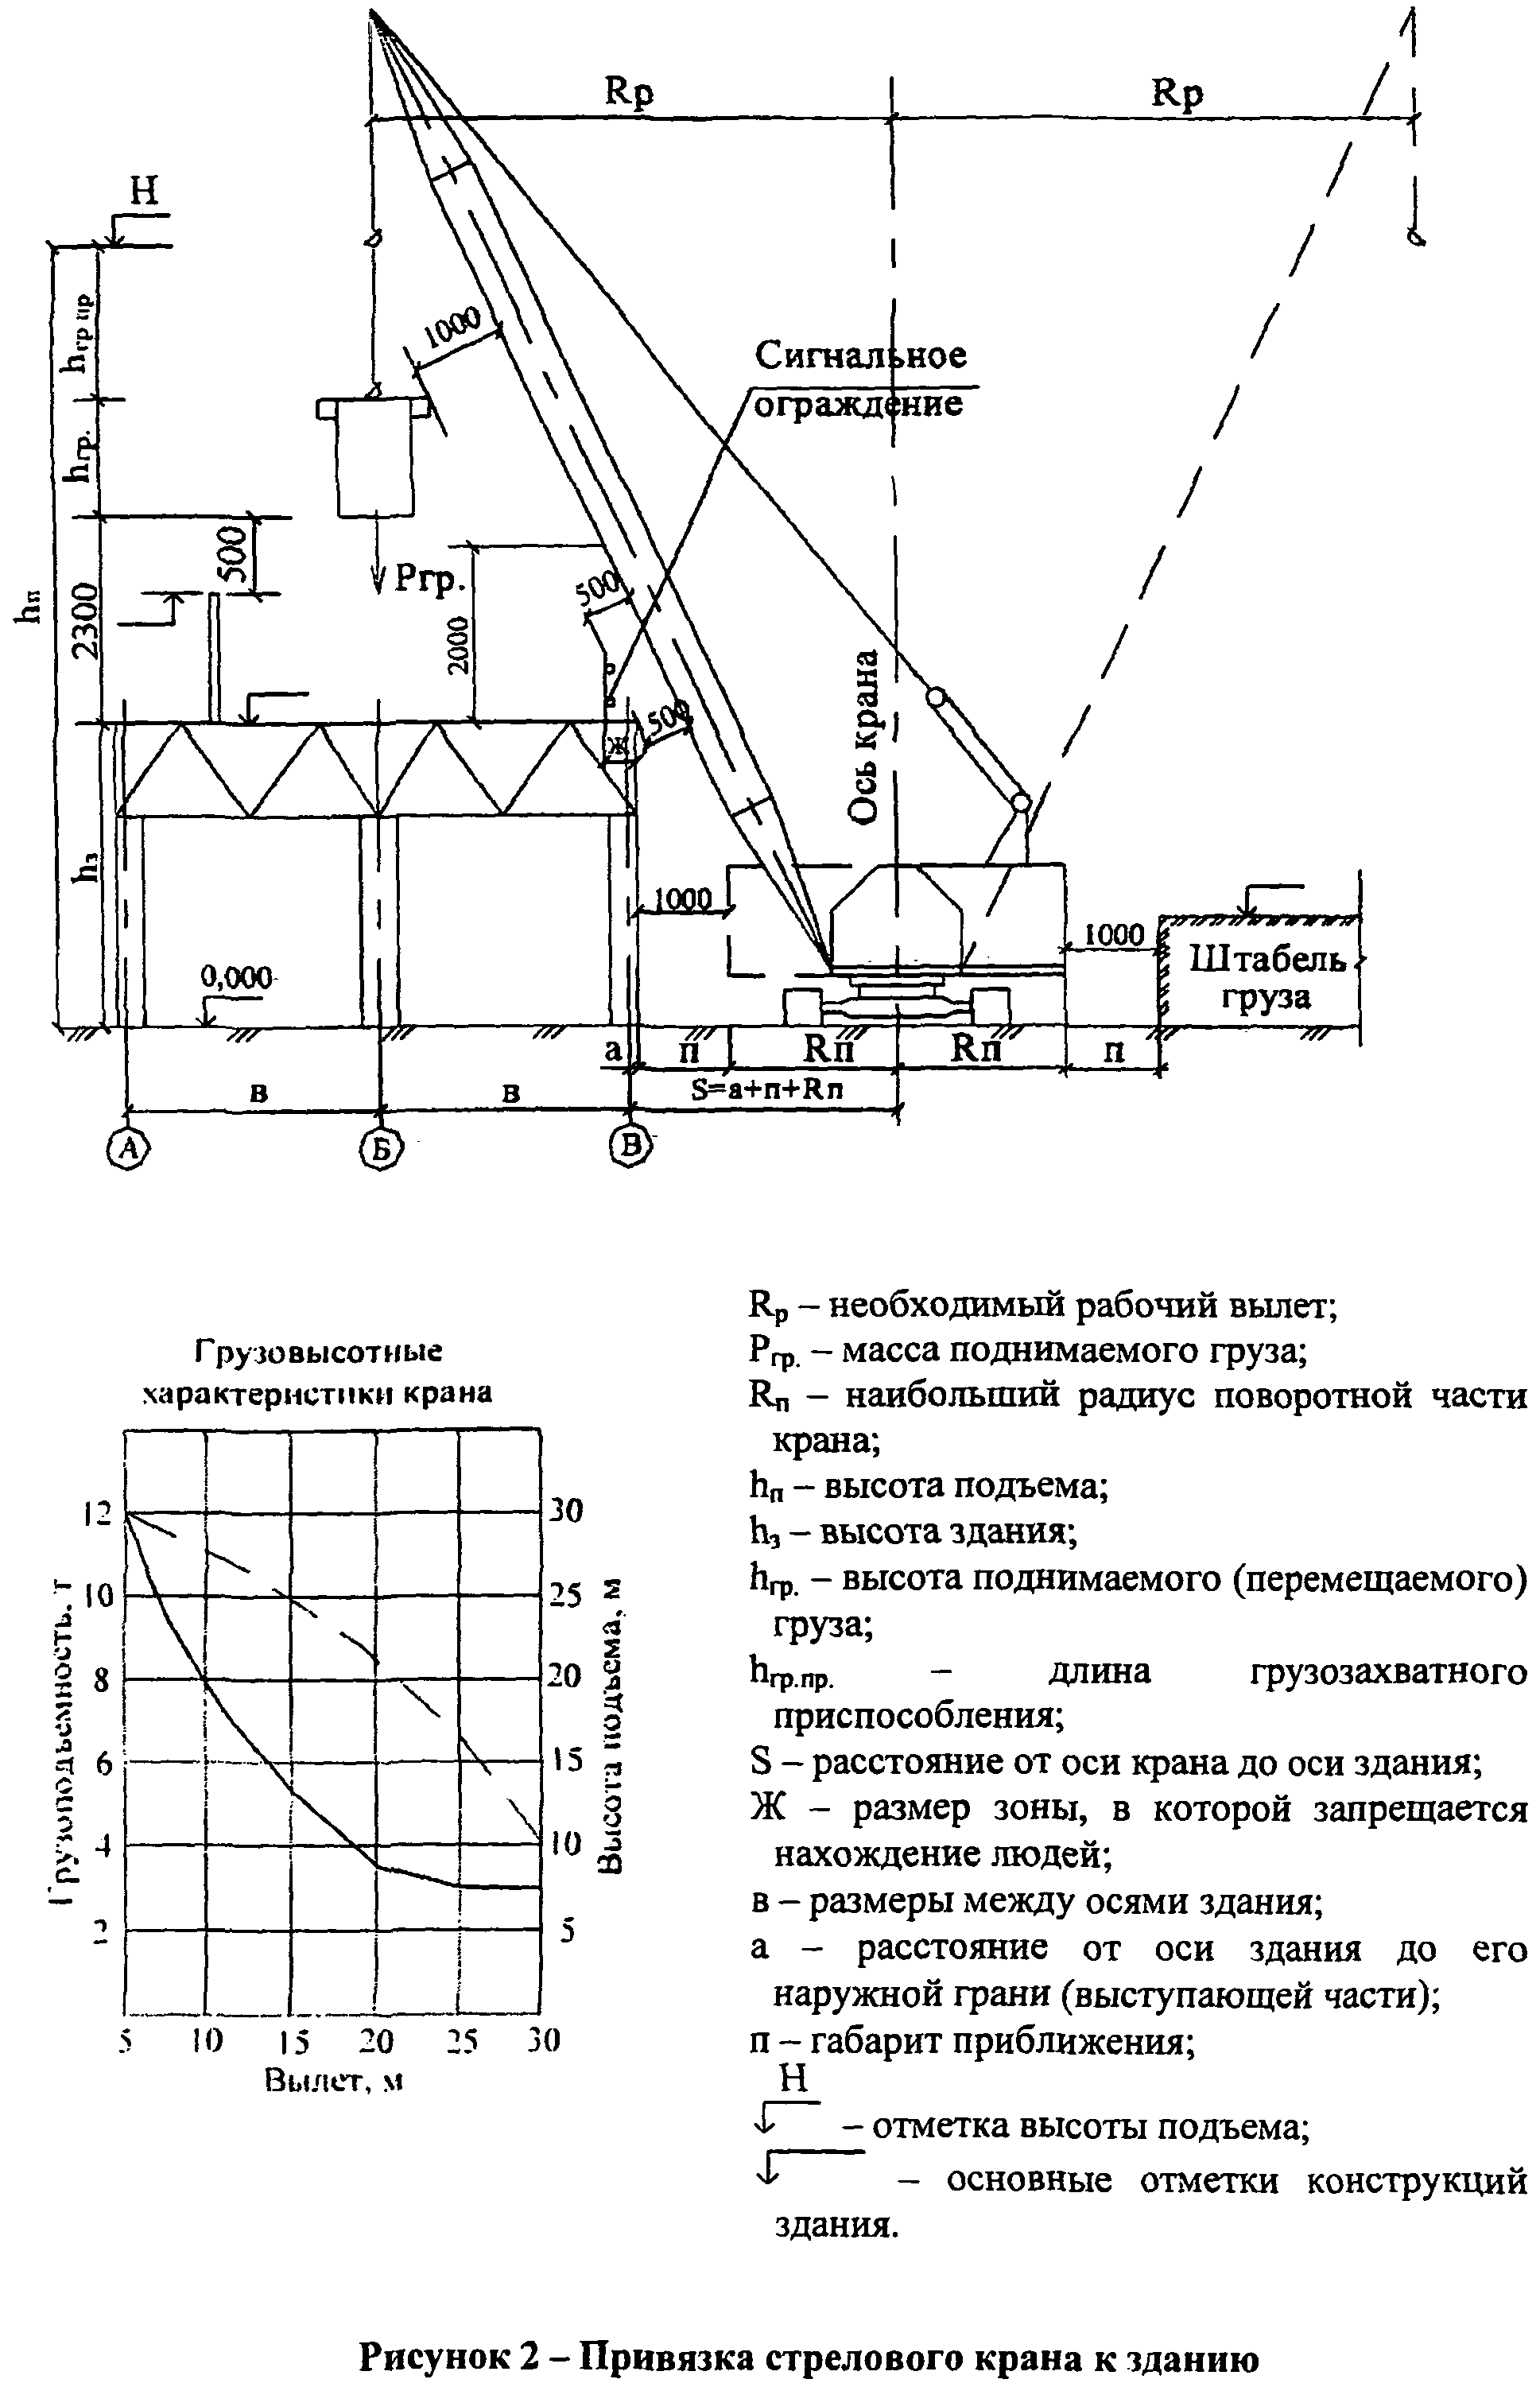 Rр
Rр
Н
hгр пр
1000
Сигнальное
ограждение
hгр.
500
Ргр.
hп
2300
2000
500
Ось крана
500
Ж
hз
1000
1000
Штабель
груза
0,000
а
п
Rп
Rп
п
S=а+п+Rп
в
в
А
Б
В
Rр – необходимый рабочий вылет;
Ргр. – масса поднимаемого груза;
Rп – наибольший радиус поворотной части
крана;
hп – высота подъема;
hз – высота здания;
hгр. – высота поднимаемого (перемещаемого)
груза;
hгр.пр. – длина грузозахватного
приспособления;
S – расстояние от оси крана до оси здания;
Ж – размер зоны, в которой запрещается
нахождение людей;
в – размеры между осями здания;
а – расстояние от оси здания до его
наружной грани (выступающей части);
п – габарит приближения;
Н
– отметка высоты подъема;
– основные отметки конструкций
здания.
Грузовысотные
характеристики крана
12
30
10
25
8
20
6
15
4
10
2
5
Грузоподъемность. т
Высота подъема, м
5 10 15 20 25 30
Вылет, м
Рисунок 2 – Привязка стрелового крана к зданию